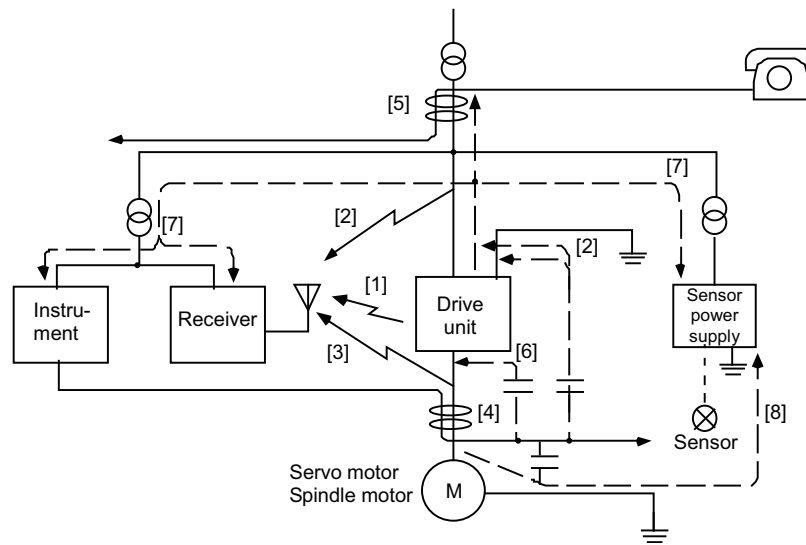 [5]
[7]
[7]
[2]
[2]
[1]
Instru-
ment
Receiver
Drive
unit
Sensor
power
supply
[3]
[6]
[4]
[8]
Sensor
Servo motor
Spindle motor
M